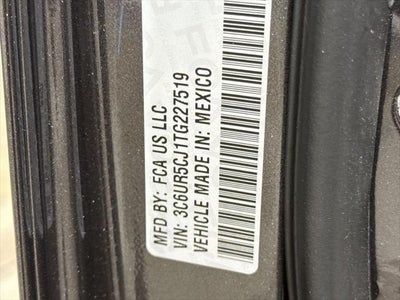 MFD BY: FCA US LLC
VIN: 3C6UR5CJ1TG227519
VEHICLE MADE IN: MEXICO